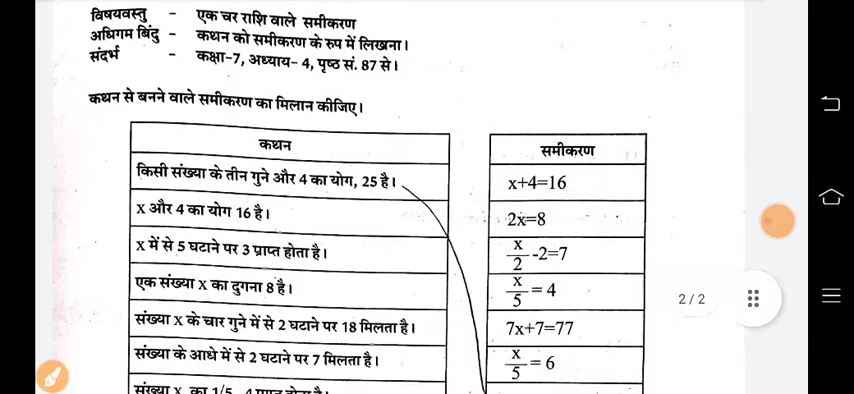 विषयवस्तु - एक चर राशि वाले समीकरण
अधिगम बिंदु - कथन को समीकरण के रुप में लिखना।
संदर्भ - कक्षा-7, अध्याय- 4, पृष्ठ सं. 87 से।
कथन से बनने वाले समीकरण का मिलान कीजिए।
कथन
किसी संख्या के तीन गुने और 4 का योग, 25 है।
x और 4 का योग 16 है।
x में से 5 घटाने पर 3 प्राप्त होता है।
एक संख्या x का दुगना 8 है।
संख्या x के चार गुने में से 2 घटाने पर 18 मिलता है।
संख्या के आधे में से 2 घटाने पर 7 मिलता है।
संख्या x का 1/5, 4 प्राप्त होता है।
समीकरण
x+4=16
2x=8
x/2 -2=7
x/5 = 4
7x+7=77
x/5 = 6
2/2